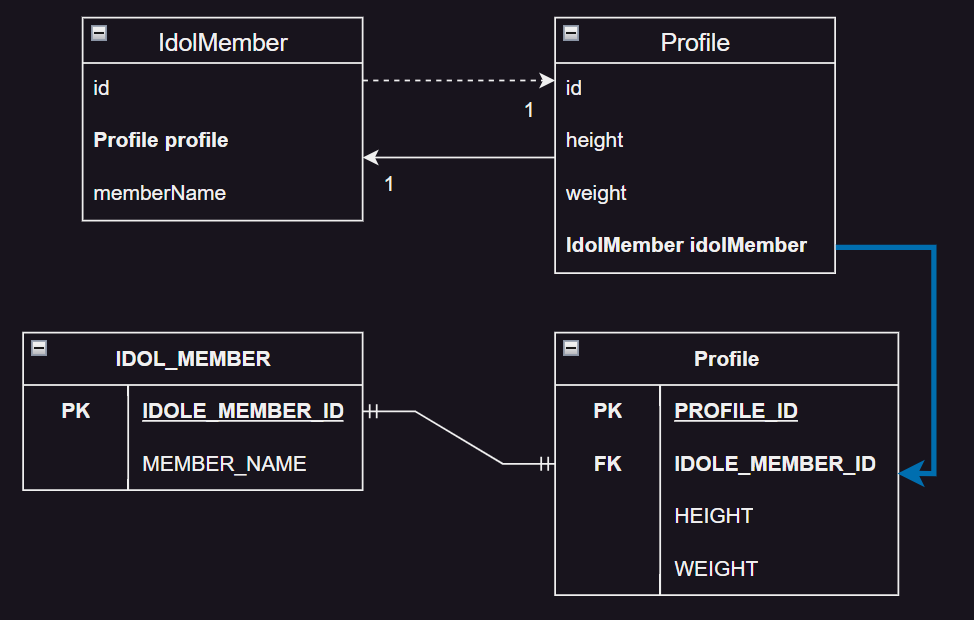 IdolMember
id
Profile profile
memberName
1
1
Profile
id
height
weight
IdolMember idolMember
IDOL_MEMBER
PK IDOLE_MEMBER_ID
MEMBER_NAME
Profile
PK PROFILE_ID
FK IDOLE_MEMBER_ID
HEIGHT
WEIGHT